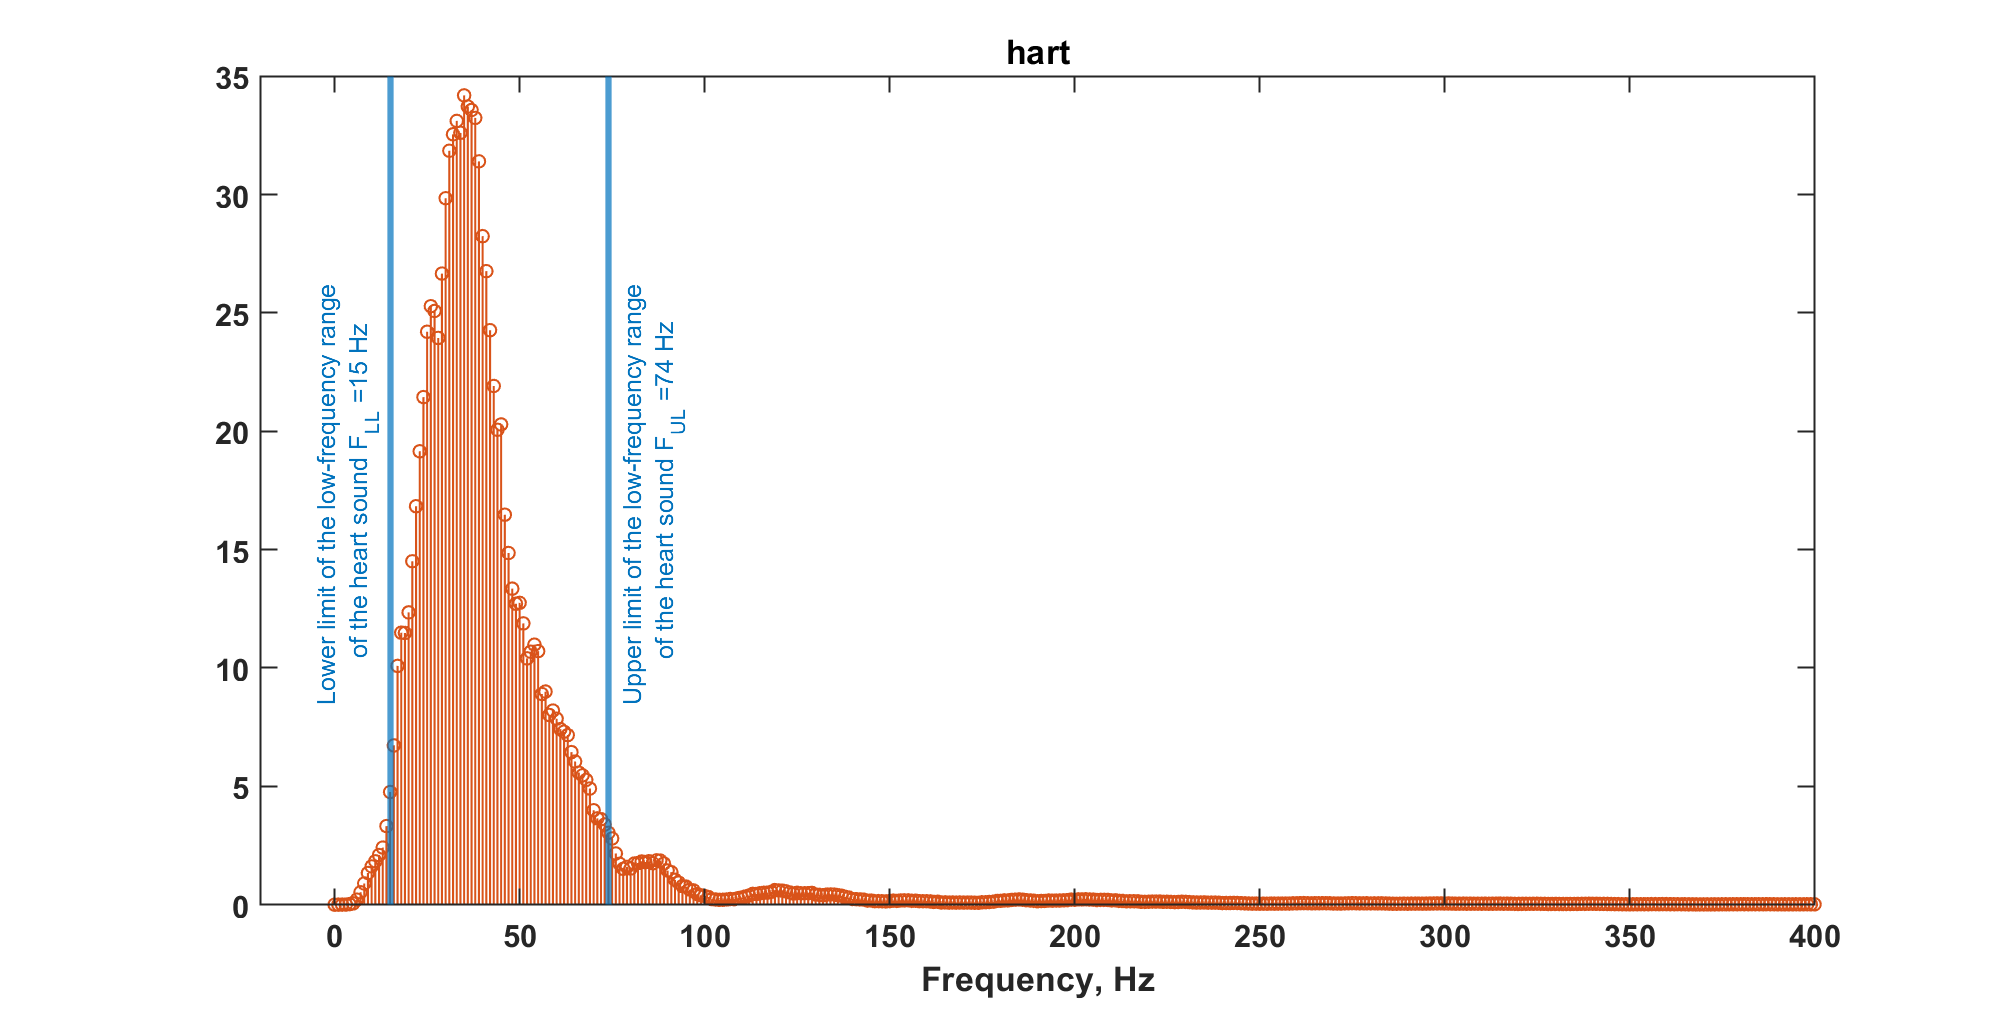 hart
35
30
25
20
15
10
5
0
Lower limit of the low-frequency range
of the heart sound F_LL =15 Hz
Upper limit of the low-frequency range
of the heart sound F_UL =74 Hz
0 50 100 150 200 250 300 350 400
Frequency, Hz